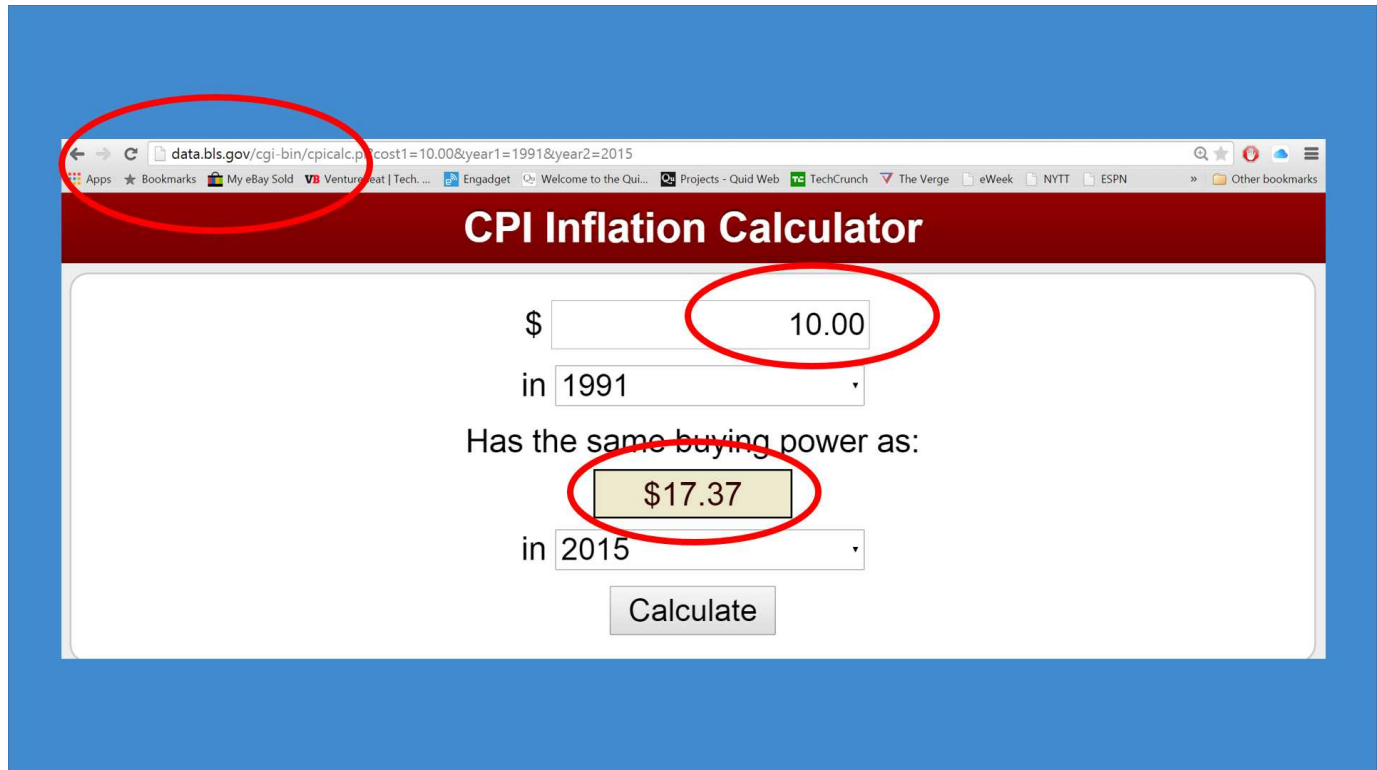 data.bls.gov/cgi-bin/cpicalc.pl?cost1=10.00&year1=1991&year2=2015
Apps Bookmarks My eBay Sold VB VentureBeat | Tech. ... Engadget Qu Welcome to the Qui... Qu Projects - Quid Web TC TechCrunch The Verge eWeek NYTT ESPN » Other bookmarks
CPI Inflation Calculator
$ 10.00
in 1991
Has the same buying power as:
$17.37
in 2015
Calculate